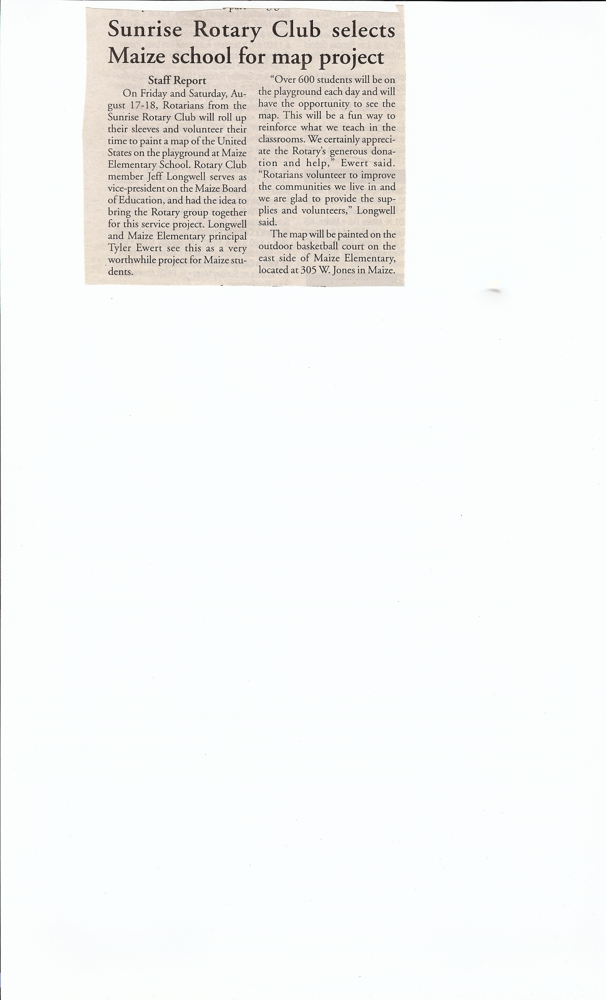 Sunrise Rotary Club selects
Maize school for map project
Staff Report
On Friday and Saturday, Au-
gust 17-18, Rotarians from the
Sunrise Rotary Club will roll up
their sleeves and volunteer their
time to paint a map of the United
States on the playground at Maize
Elementary School. Rotary Club
member Jeff Longwell serves as
vice-president on the Maize Board
of Education, and had the idea to
bring the Rotary group together
for this service project. Longwell
and Maize Elementary principal
Tyler Ewert see this as a very
worthwhile project for Maize stu-
dents.
“Over 600 students will be on
the playground each day and will
have the opportunity to see the
map. This will be a fun way to
reinforce what we teach in the
classrooms. We certainly appreci-
ate the Rotary’s generous dona-
tion and help,” Ewert said.
“Rotarians volunteer to improve
the communities we live in and
we are glad to provide the sup-
plies and volunteers,” Longwell
said.
The map will be painted on the
outdoor basketball court on the
east side of Maize Elementary,
located at 305 W. Jones in Maize.